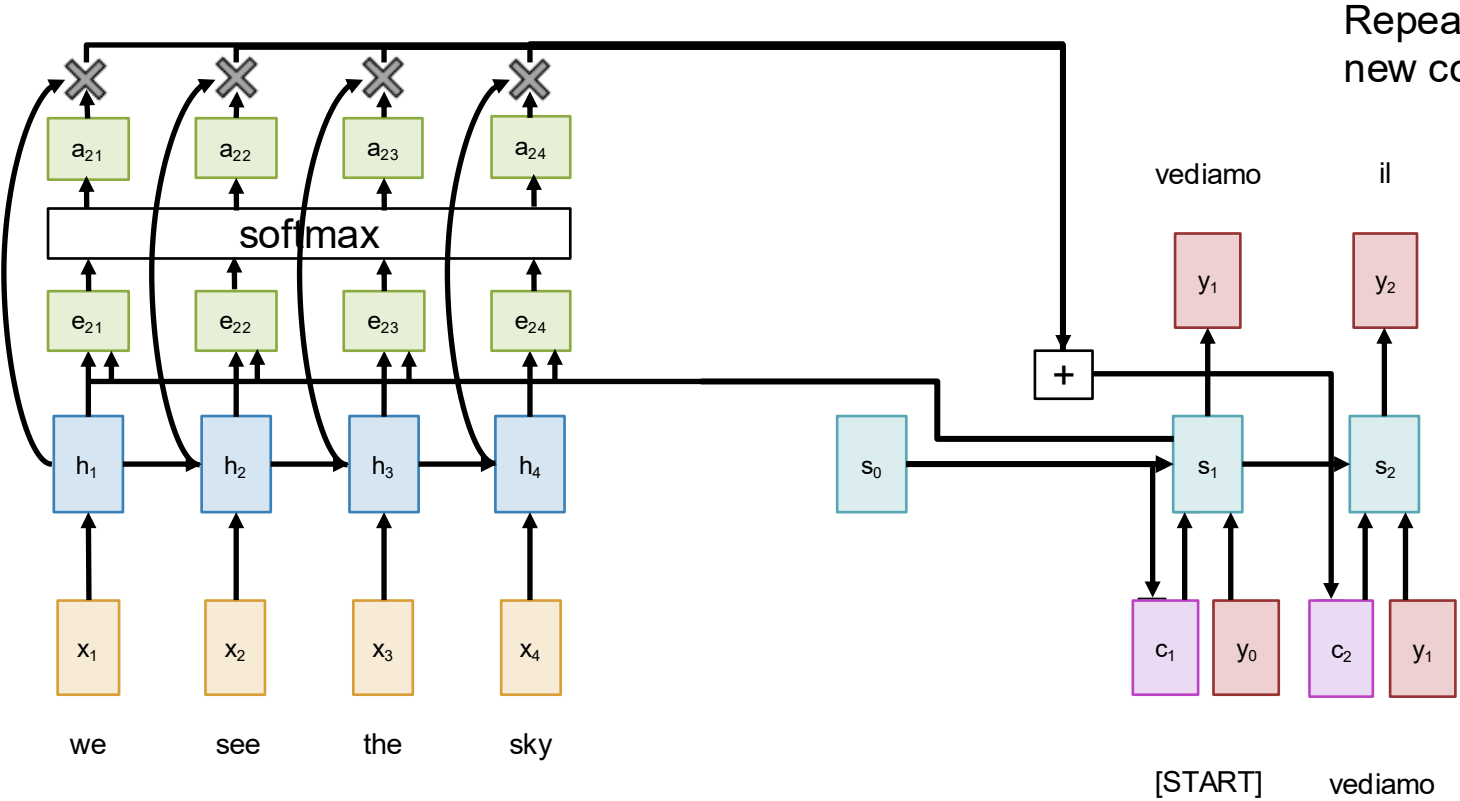 Repea
new co
a21 a22 a23 a24
vediamo il
softmax
y1 y2
e21 e22 e23 e24
+
h1 h2 h3 h4 s0 s1 s2
x1 x2 x3 x4 c1 y0 c2 y1
we see the sky
[START] vediamo